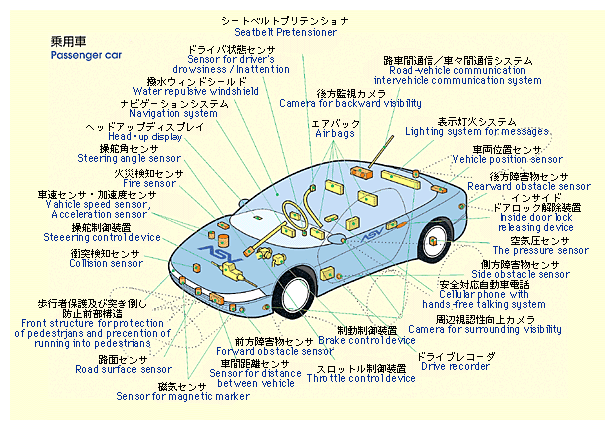 乗用車
Passenger car
シートベルトプリテンショナ
Seatbelt Pretensioner
ドライバ状態センサ
Sensor for driver's
drowsiness / Inattention
撥水ウィンドシールド
Water repulsive windshield
ナビゲーションシステム
Navigation system
ヘッドアップディスプレイ
Head-up display
操舵角センサ
Steering angle sensor
火災検知センサ
Fire sensor
車速センサ・加速度センサ
Vahicle speed sensor,
Acceleration sensor
操舵制御装置
Steeering control device
衝突検知センサ
Collision sensor
歩行者保護及び突き倒し
防止前部構造
Front structure for protection
of pedestrjans and precention of
running into pedestrians
路面センサ
Road surface sensor
磁気センサ
Sensor for magnetic marker
後方監視カメラ
Camera for backward visibility
エアバック
Airbags
路車間通信／車々間通信システム
Road-vehicle communication
intervehicle communication system
表示灯火システム
Lighting system for messages.
車両位置センサ
Vehicle position sensor
後方障害物センサ
Rearward obstacle sensor
インサイド
ドアロック解除装置
Inside door lock
releasing device
空気圧センサ
The pressure sensor
側方障害物センサ
Side obstacle sensor
安全対応自動車電話
Cellular phone with
hands-free talking system
周辺視認性向上カメラ
Camera for surrounding visibility
ドライブレコーダ
Drive recorder
制動制御装置
Brake control device
スロットル制御装置
Throttle control device
前方障害物センサ
Forward obstacle sensor
車間距離センサ
Sensor for distance
between vehicle
ASV
ASV